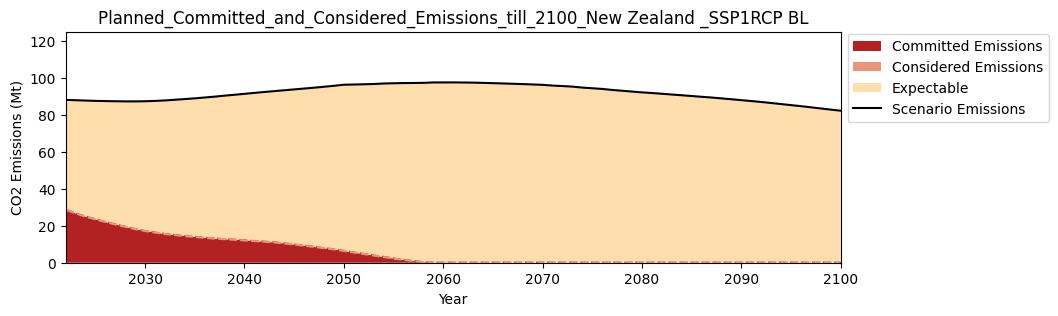 Planned_Committed_and_Considered_Emissions_till_2100_New Zealand _SSP1RCP BL
120
100
80
60
40
20
0
CO2 Emissions (Mt)
2030 2040 2050 2060 2070 2080 2090 2100
Year
Committed Emissions
Considered Emissions
Expectable
Scenario Emissions